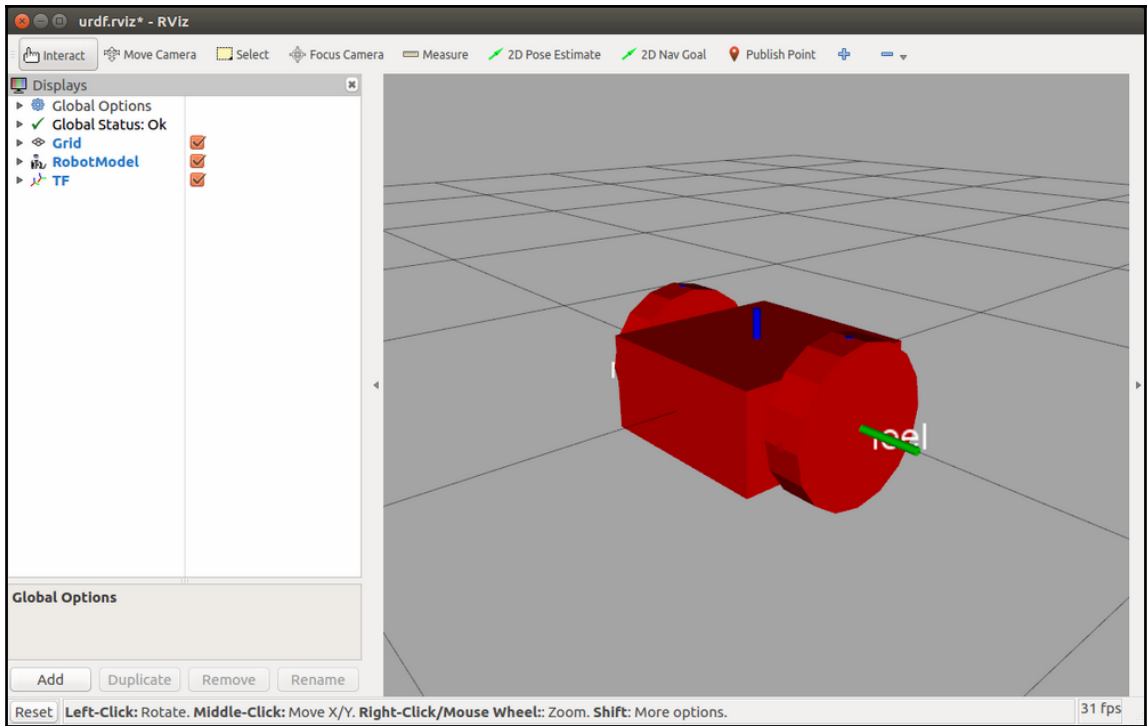 urdf.rviz* - RViz
Interact Move Camera Select Focus Camera Measure 2D Pose Estimate 2D Nav Goal Publish Point
Displays
Global Options
Global Status: Ok
Grid
RobotModel
TF
Global Options
Add Duplicate Remove Rename
Reset Left-Click: Rotate. Middle-Click: Move X/Y. Right-Click/Mouse Wheel:: Zoom. Shift: More options. 31 fps